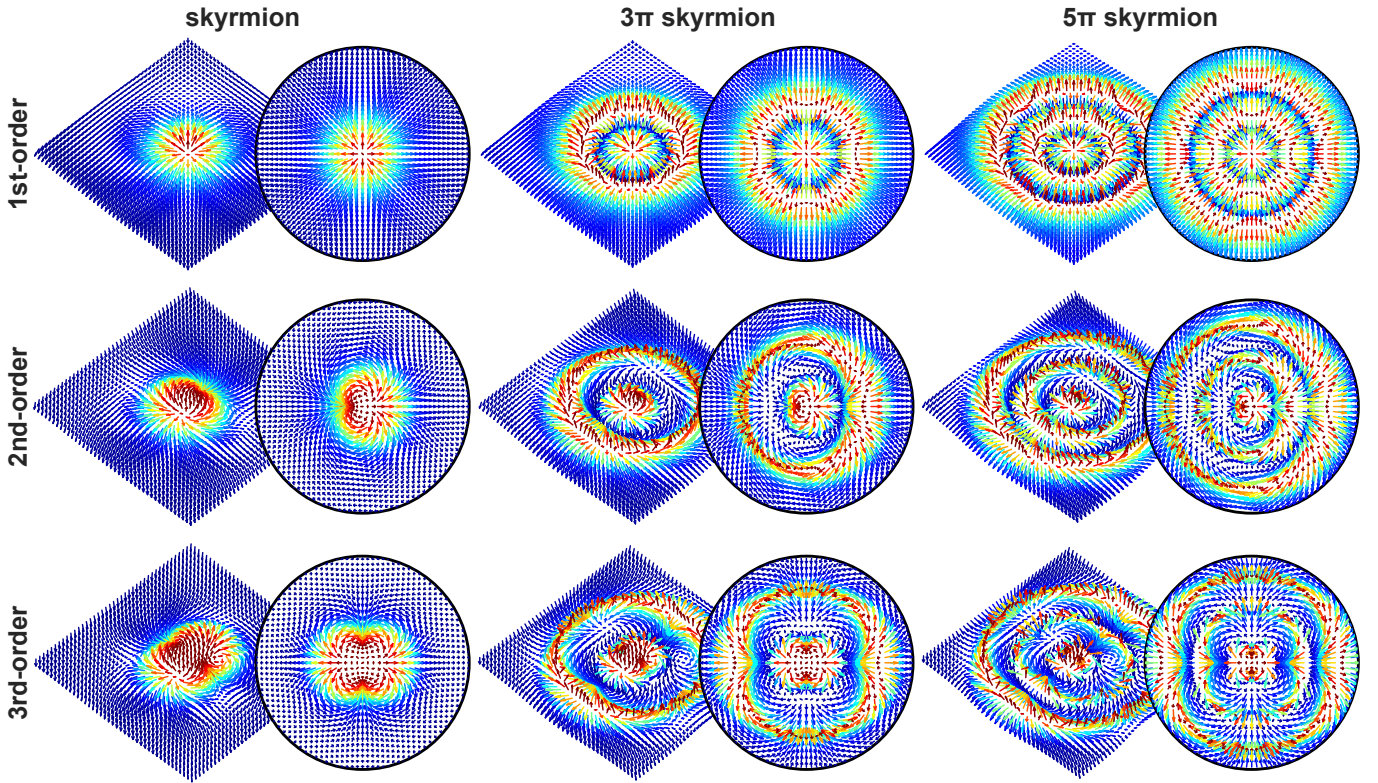 skyrmion
3π skyrmion
5π skyrmion
1st-order
2nd-order
3rd-order